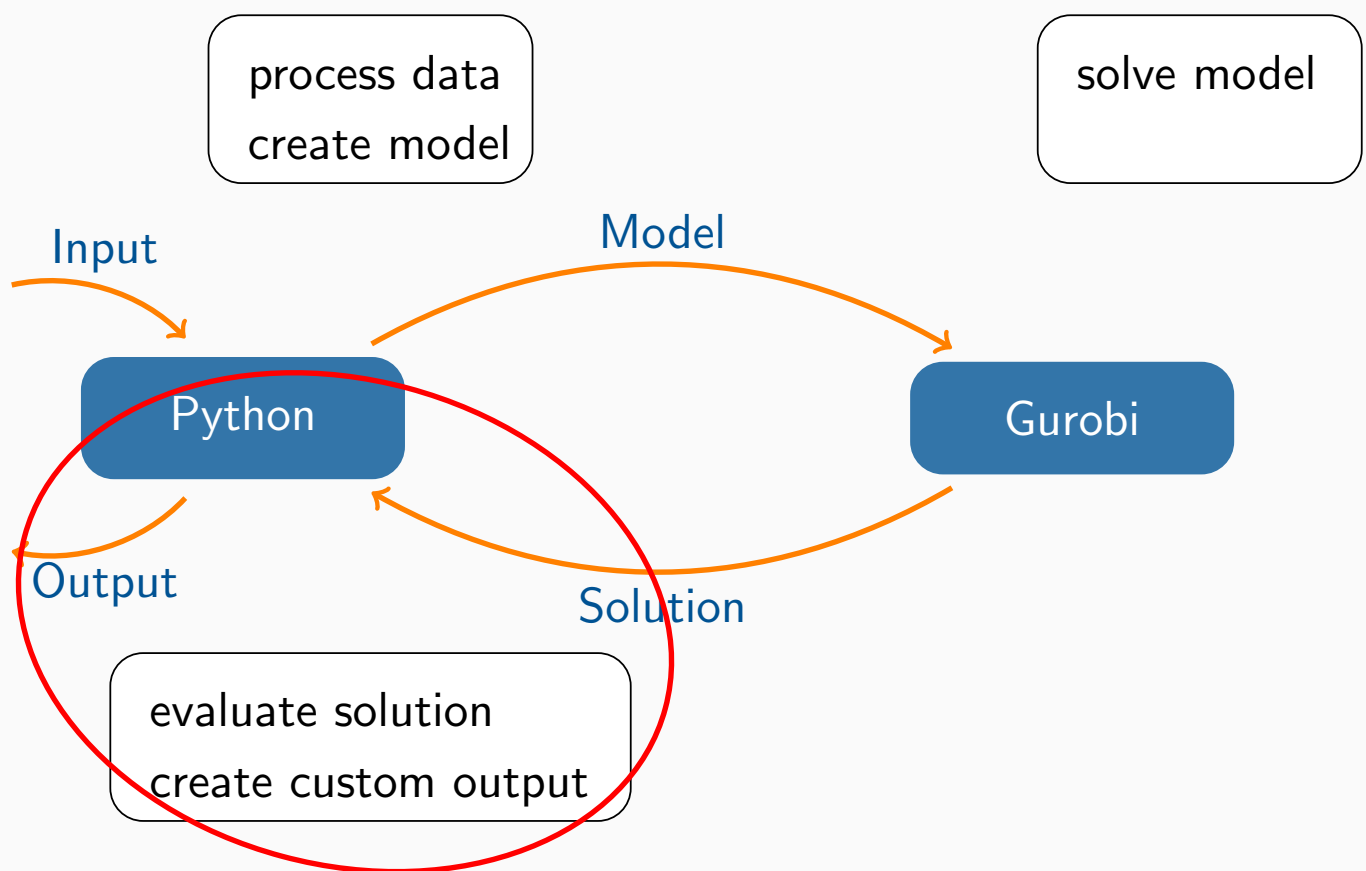 process data
create model
solve model
Input
Model
Python
Gurobi
Output
Solution
evaluate solution
create custom output